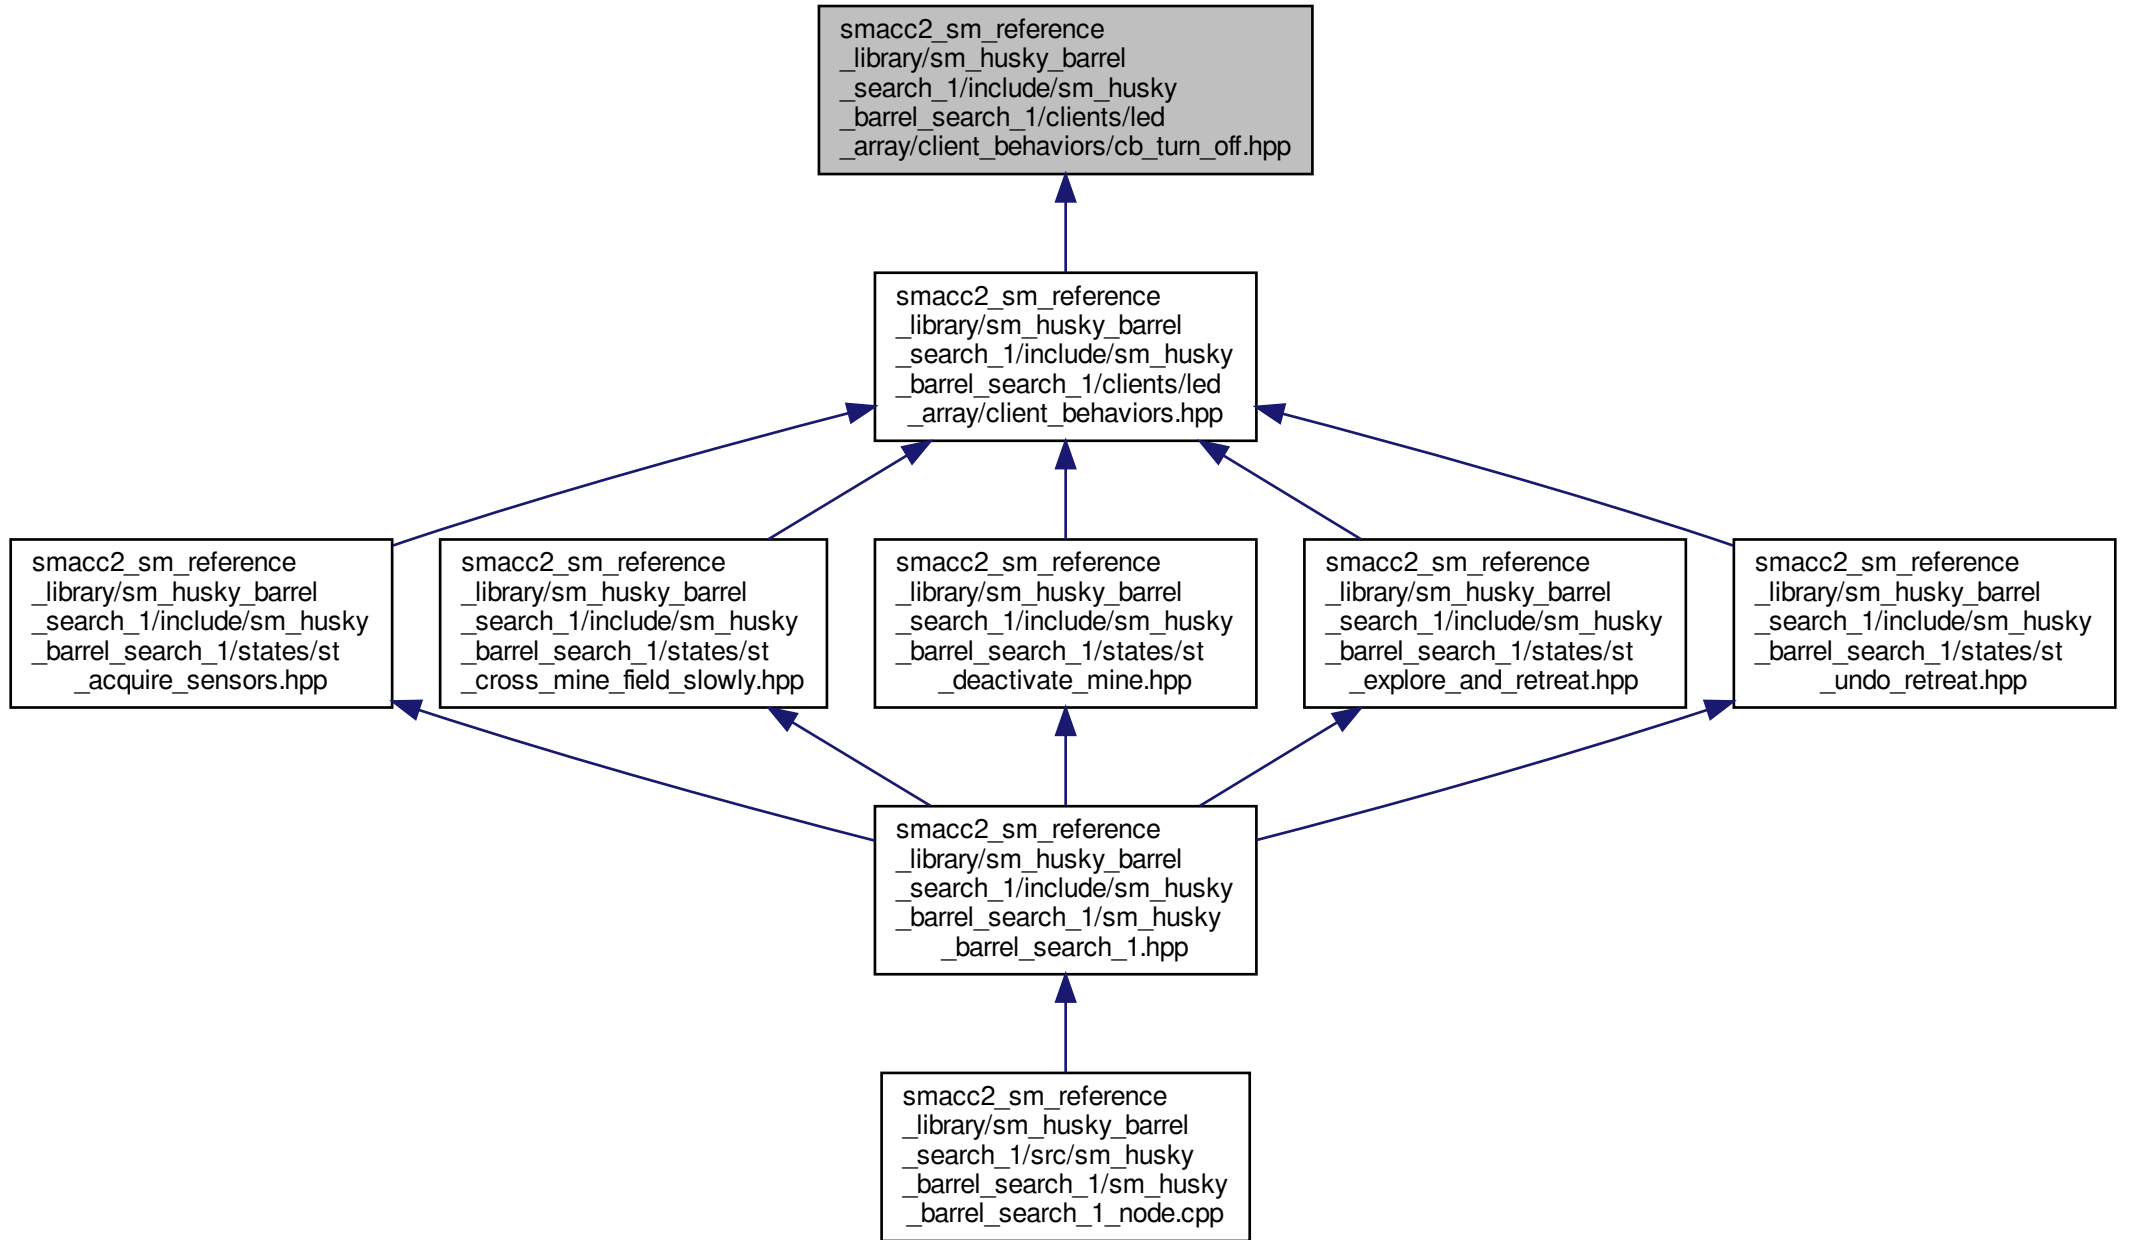 smacc2_sm_reference
_library/sm_husky_barrel
_search_1/include/sm_husky
_barrel_search_1/clients/led
_array/client_behaviors/cb_turn_off.hpp
smacc2_sm_reference
_library/sm_husky_barrel
_search_1/include/sm_husky
_barrel_search_1/clients/led
_array/client_behaviors.hpp
smacc2_sm_reference
_library/sm_husky_barrel
_search_1/include/sm_husky
_barrel_search_1/states/st
_acquire_sensors.hpp
smacc2_sm_reference
_library/sm_husky_barrel
_search_1/include/sm_husky
_barrel_search_1/states/st
_cross_mine_field_slowly.hpp
smacc2_sm_reference
_library/sm_husky_barrel
_search_1/include/sm_husky
_barrel_search_1/states/st
_deactivate_mine.hpp
smacc2_sm_reference
_library/sm_husky_barrel
_search_1/include/sm_husky
_barrel_search_1/states/st
_explore_and_retreat.hpp
smacc2_sm_reference
_library/sm_husky_barrel
_search_1/include/sm_husky
_barrel_search_1/states/st
_undo_retreat.hpp
smacc2_sm_reference
_library/sm_husky_barrel
_search_1/include/sm_husky
_barrel_search_1/sm_husky
_barrel_search_1.hpp
smacc2_sm_reference
_library/sm_husky_barrel
_search_1/src/sm_husky
_barrel_search_1/sm_husky
_barrel_search_1_node.cpp